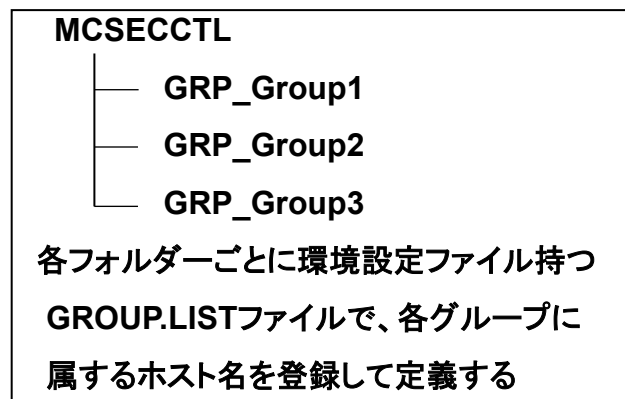 MCSECCTL
GRP_Group1
GRP_Group2
GRP_Group3
各フォルダーごとに環境設定ファイル持つ
GROUP.LISTファイルで、各グループに
属するホスト名を登録して定義する